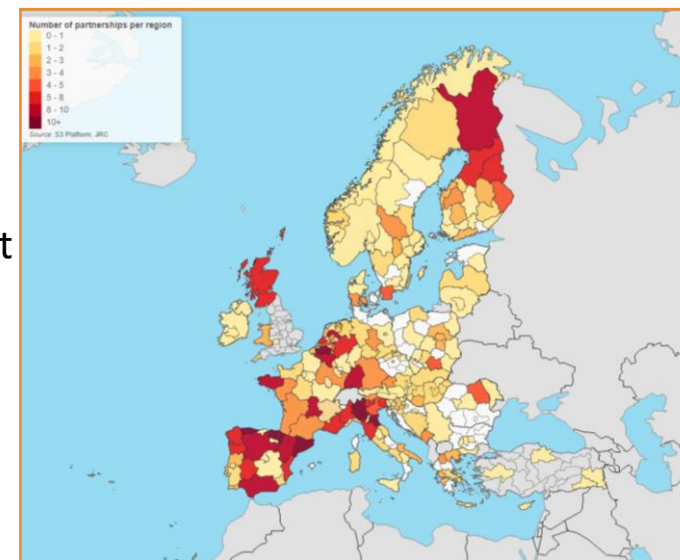 Number of partnerships per region
0 - 1
1 - 2
2 - 3
3 - 4
4 - 5
5 - 8
8 - 10
10+
Source: S3 Platform, JRC
t